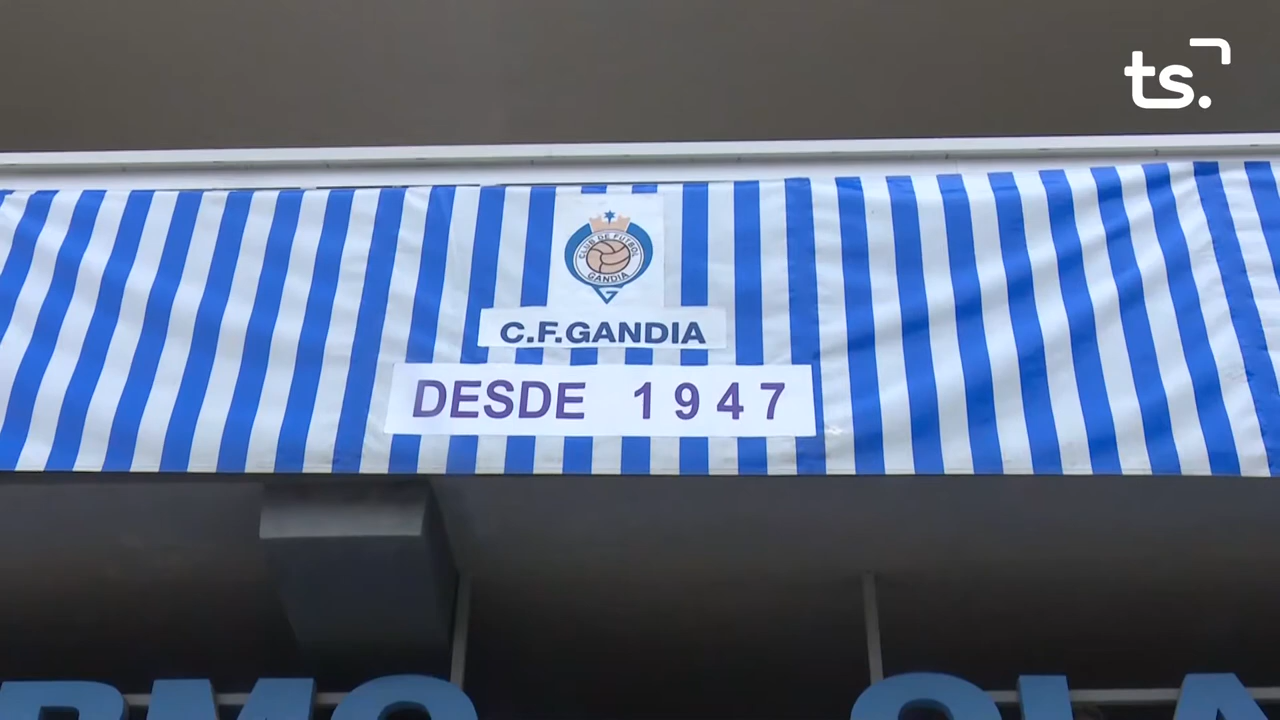 ts.
CLUB DE FUTBOL
GANDIA
C.F.GANDIA
DESDE 1947